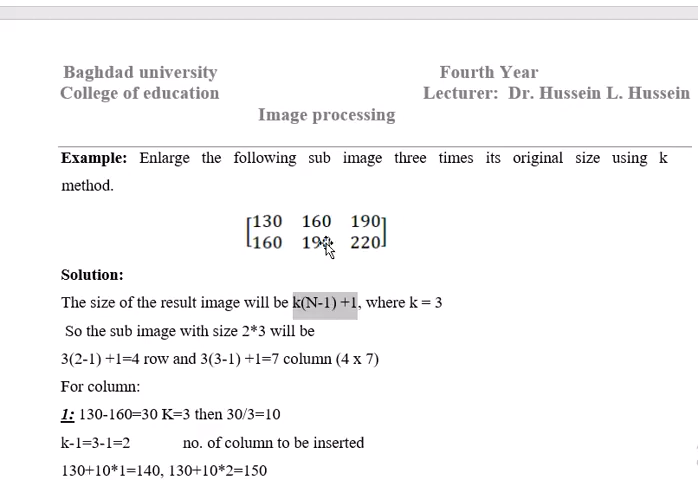 Baghdad university Fourth Year
College of education Lecturer: Dr. Hussein L. Hussein
Image processing
Example: Enlarge the following sub image three times its original size using k
method.
[130 160 190]
[160 220]
Solution:
The size of the result image will be k(N-1) +1, where k = 3
So the sub image with size 2*3 will be
3(2-1) +1=4 row and 3(3-1) +1=7 column (4 x 7)
For column:
1: 130-160=30 K=3 then 30/3=10
k-1=3-1=2 no. of column to be inserted
130+10*1=140, 130+10*2=150